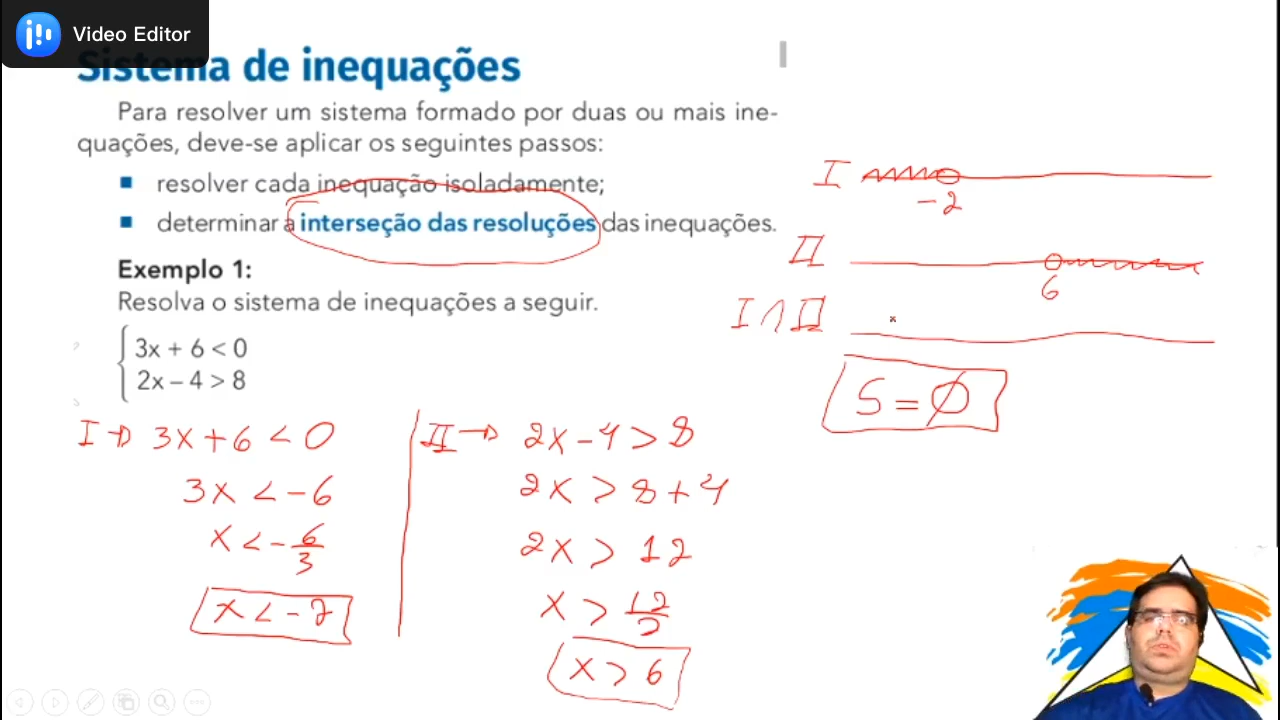 Video Editor
Sistema de inequações
Para resolver um sistema formado por duas ou mais ine-
quações, deve-se aplicar os seguintes passos:
resolver cada inequação isoladamente;
determinar a interseção das resoluções das inequações.
Exemplo 1:
Resolva o sistema de inequações a seguir.
3x + 6 < 0
2x – 4 > 8
I → 3x + 6 < 0
3x < -6
x < -6/3
x < -2
II → 2x - 4 > 8
2x > 8 + 4
2x > 12
x > 12/2
x > 6
I
-2
II
6
I ∩ II
S = ∅